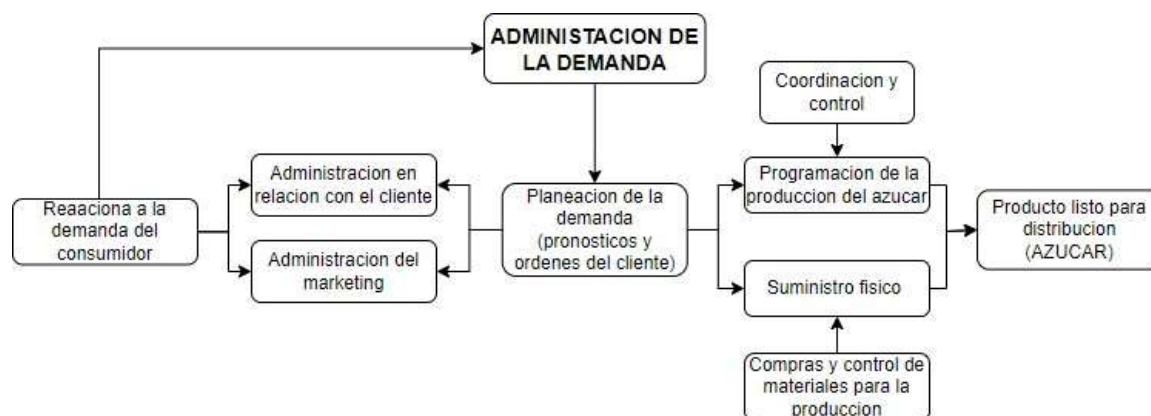 ADMINISTACION DE
LA DEMANDA
Coordinacion y
control
Administracion en
relacion con el cliente
Programacion de la
produccion del azucar
Reaaciona a la
demanda del
consumidor
Planeacion de la
demanda
(pronosticos y
ordenes del cliente)
Producto listo para
distribucion
(AZUCAR)
Administracion del
marketing
Suministro fisico
Compras y control de
materiales para la
produccion